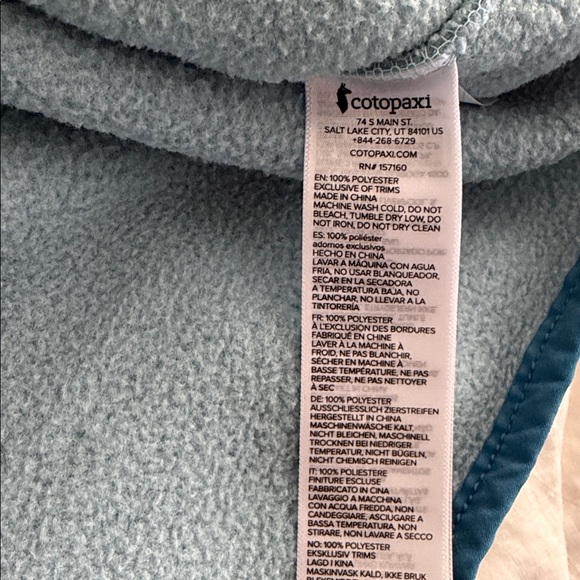 cotopaxi
74 S MAIN ST.
SALT LAKE CITY, UT 84101 US
+844-268-6729
COTOPAXI.COM
RN# 157160
EN: 100% POLYESTER
EXCLUSIVE OF TRIMS
MADE IN CHINA
MACHINE WASH COLD, DO NOT
BLEACH, TUMBLE DRY LOW, DO
NOT IRON, DO NOT DRY CLEAN
ES: 100% poliéster
adornos exclusivos
HECHO EN CHINA
LAVAR A MÁQUINA CON AGUA
FRIA, NO USAR BLANQUEADOR,
SECAR EN LA SECADORA
A TEMPERATURA BAJA, NO
PLANCHAR, NO LLEVAR A LA
TINTORERÍA
FR: 100% POLYESTER
À L'EXCLUSION DES BORDURES
FABRIQUÉ EN CHINE
LAVER À LA MACHINE À
FROID, NE PAS BLANCHIR,
SÉCHER EN MACHINE À
BASSE TEMPÉRATURE, NE PAS
REPASSER, NE PAS NETTOYER
À SEC
DE: 100% POLYESTER
AUSSCHLIESSLICH ZIERSTREIFEN
HERGESTELLT IN CHINA
MASCHINENWÄSCHE KALT,
NICHT BLEICHEN, MASCHINELL
TROCKNEN BEI NIEDRIGER
TEMPERATUR, NICHT BÜGELN,
NICHT CHEMISCH REINIGEN
IT: 100% POLIESTERE
FINITURE ESCLUSE
FABBRICATO IN CINA
LAVAGGIO A MACCHINA
CON ACQUA FREDDA, NON
CANDEGGIARE, ASCIUGARE A
BASSA TEMPERATURA, NON
STIRARE, NON LAVARE A SECCO
NO: 100% POLYESTER
EKSKLUSIV TRIMS
LAGD I KINA
MASKINVASK KALD, IKKE BRUK